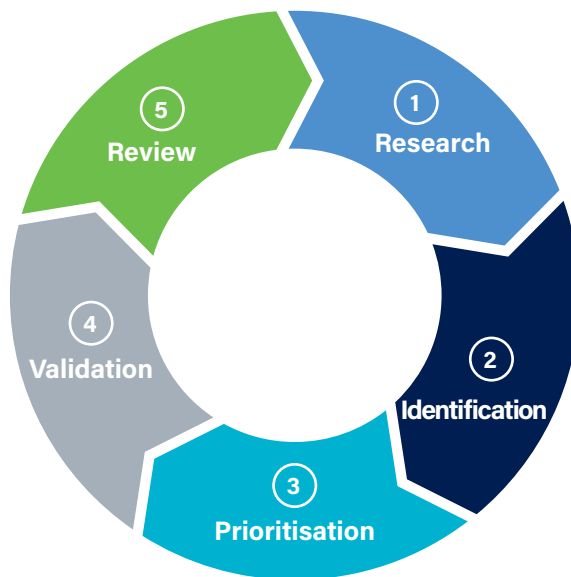 1
Research
2
Identification
3
Prioritisation
4
Validation
5
Review